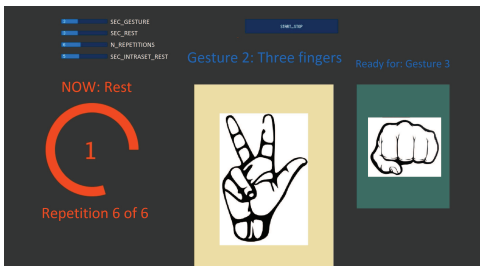 SEC_GESTURE
SEC_REST
N_REPETITIONS
SEC_INTRASET_REST
START_STOP
Gesture 2: Three fingers
Ready for: Gesture 3
NOW: Rest
1
Repetition 6 of 6